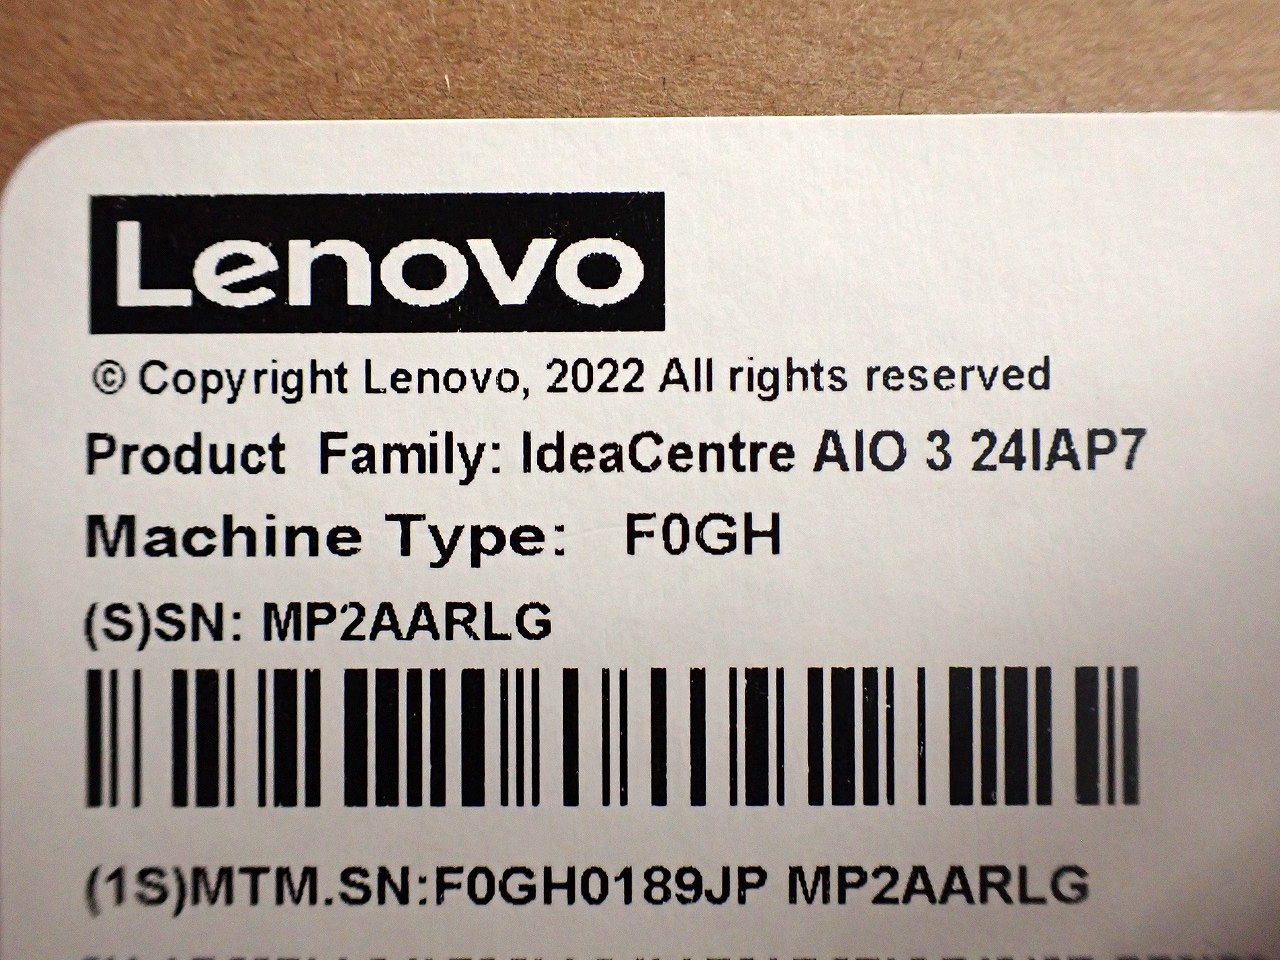 Lenovo
© Copyright Lenovo, 2022 All rights reserved
Product Family: IdeaCentre AIO 3 24IAP7
Machine Type: F0GH
(S)SN: MP2AARLG
(1S)MTM.SN:F0GH0189JP MP2AARLG